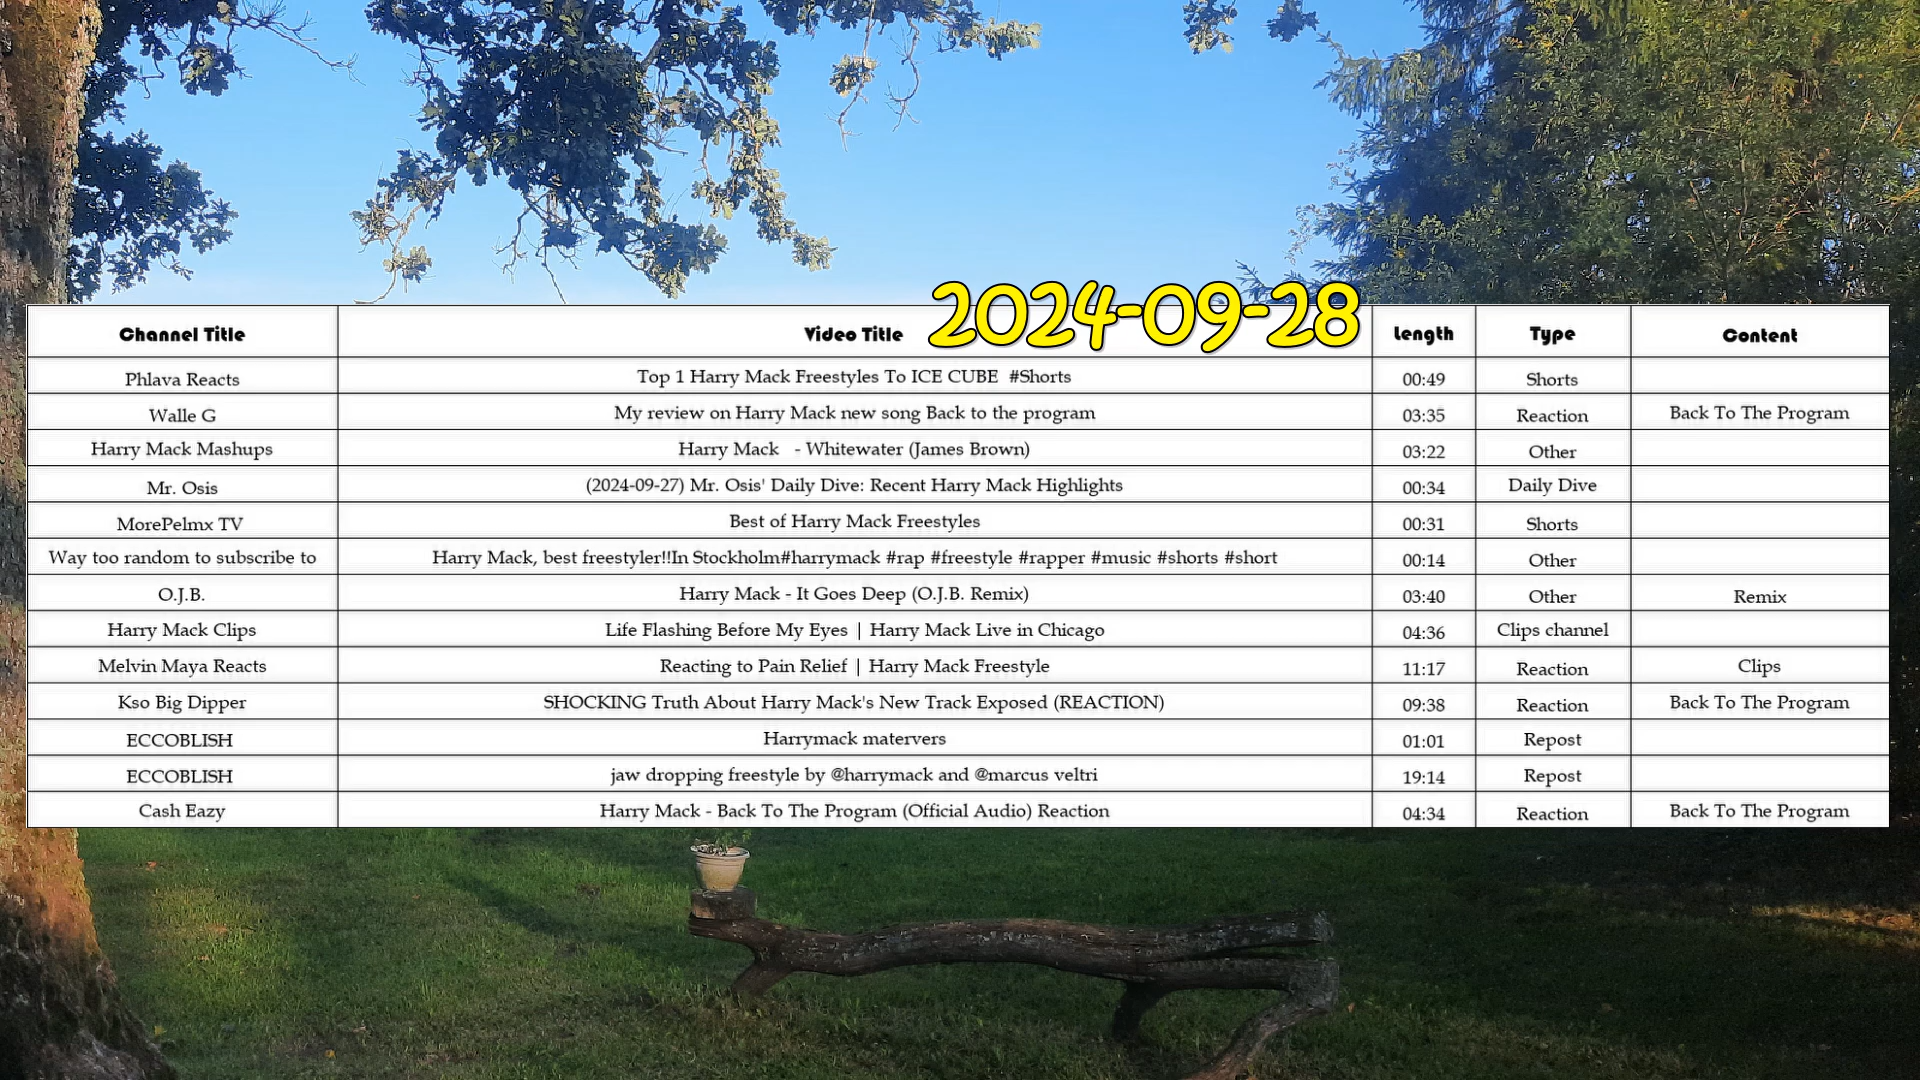 2024-09-28
Channel Title Video Title Length Type Content
Phlava Reacts Top 1 Harry Mack Freestyles To ICE CUBE #Shorts 00:49 Shorts
Walle G My review on Harry Mack new song Back to the program 03:35 Reaction Back To The Program
Harry Mack Mashups Harry Mack - Whitewater (James Brown) 03:22 Other
Mr. Osis (2024-09-27) Mr. Osis' Daily Dive: Recent Harry Mack Highlights 00:34 Daily Dive
MorePelmx TV Best of Harry Mack Freestyles 00:31 Shorts
Way too random to subscribe to Harry Mack, best freestyler!!In Stockholm#harrymack #rap #freestyle #rapper #music #shorts #short 00:14 Other
O.J.B. Harry Mack - It Goes Deep (O.J.B. Remix) 03:40 Other Remix
Harry Mack Clips Life Flashing Before My Eyes | Harry Mack Live in Chicago 04:36 Clips channel
Melvin Maya Reacts Reacting to Pain Relief | Harry Mack Freestyle 11:17 Reaction Clips
Kso Big Dipper SHOCKING Truth About Harry Mack's New Track Exposed (REACTION) 09:38 Reaction Back To The Program
ECCOBLISH Harrymack matervers 01:01 Repost
ECCOBLISH jaw dropping freestyle by @harrymack and @marcus veltri 19:14 Repost
Cash Eazy Harry Mack - Back To The Program (Official Audio) Reaction 04:34 Reaction Back To The Program